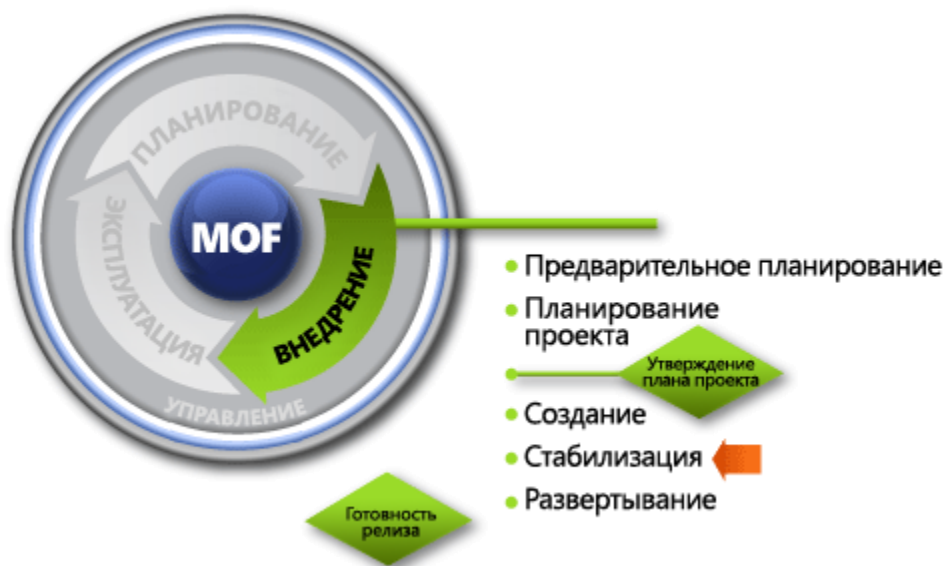 ПЛАНИРОВАНИЕ
ЭКСПЛУАТАЦИЯ
MOF
ВНЕДРЕНИЕ
УПРАВЛЕНИЕ
Предварительное планирование
Планирование
проекта
Утверждение
плана проекта
Создание
Стабилизация
Развертывание
Готовность
релиза